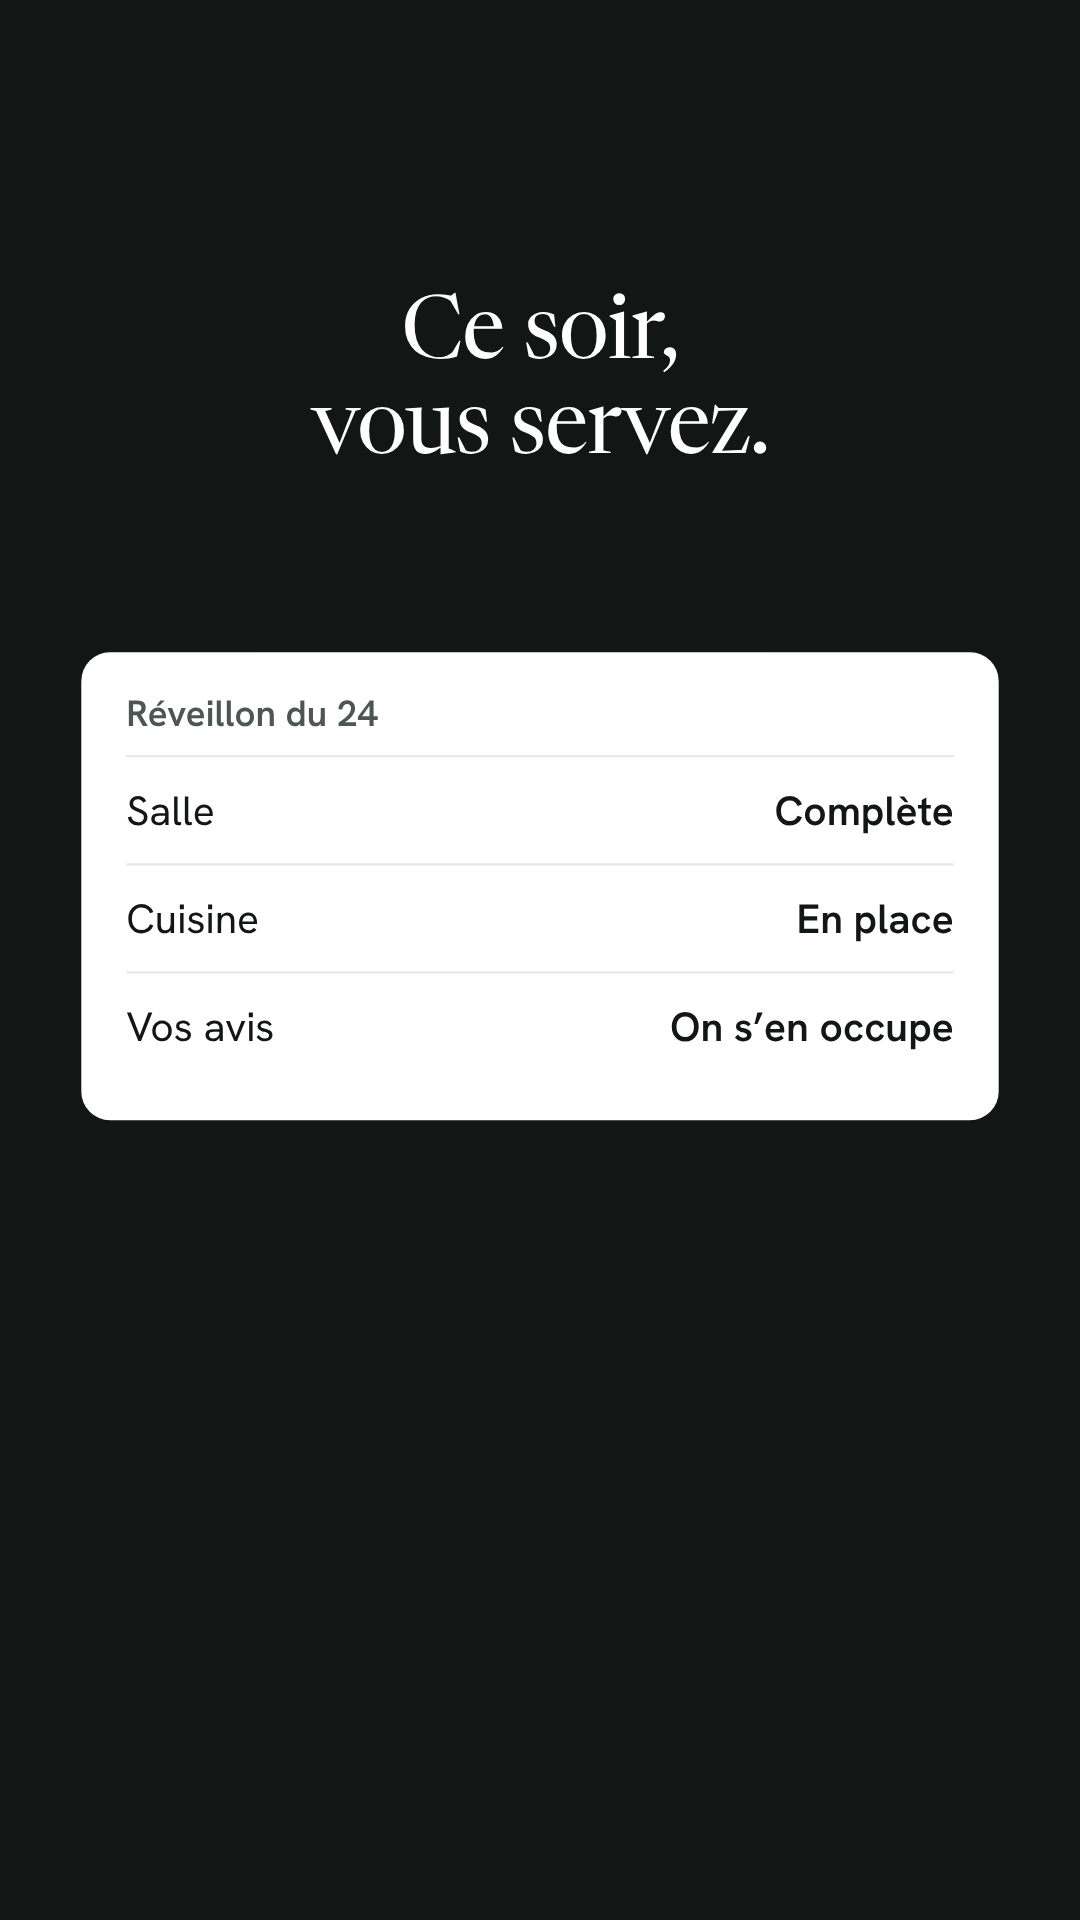 Ce soir,
vous servez.
Réveillon du 24
Salle Complète
Cuisine En place
Vos avis On s’en occupe